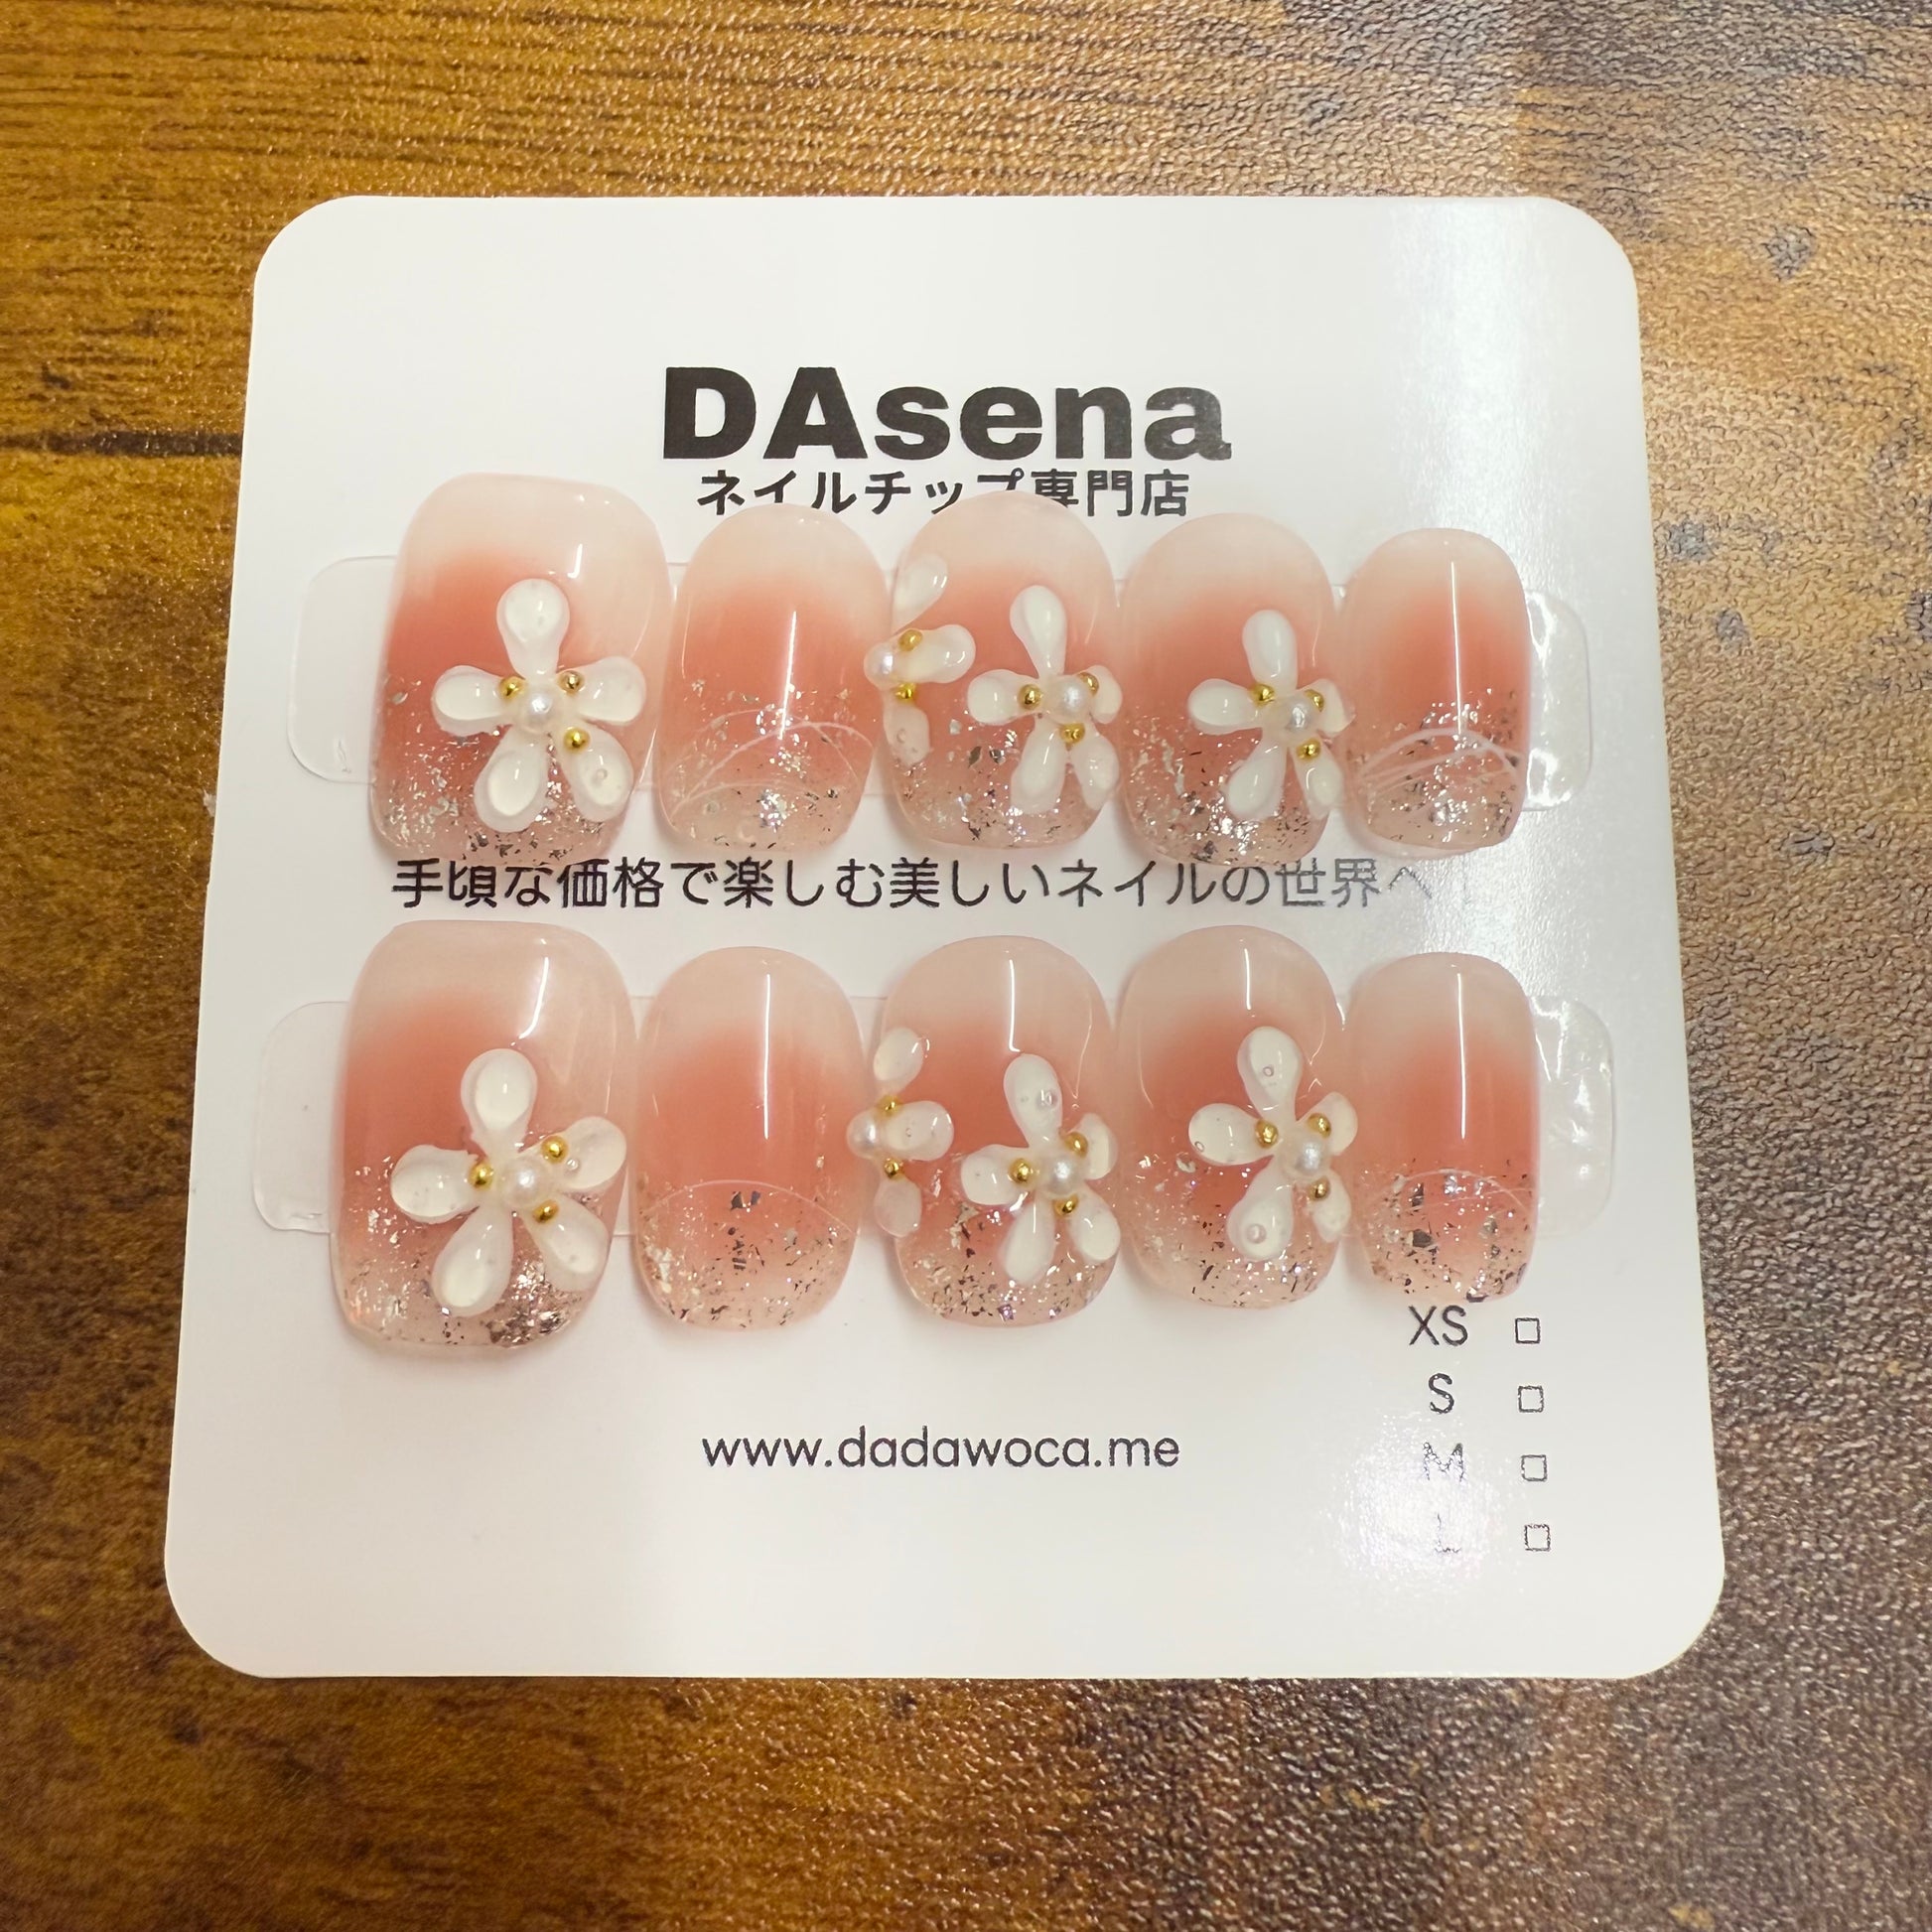 DAsena
ネイルチップ専門店
手頃な価格で楽しむ美しいネイルの世界へ
XS □
S □
M □
L □
www.dadawoca.me